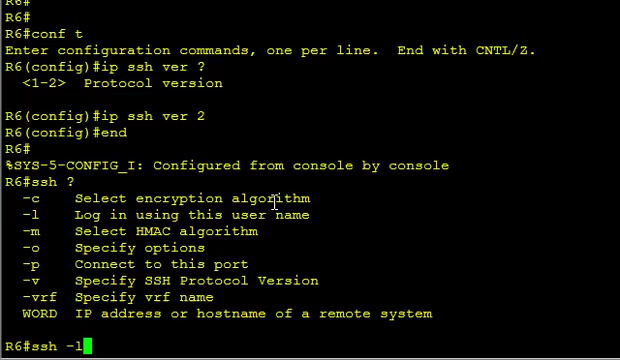 R6#
R6#
R6#conf t
Enter configuration commands, one per line.  End with CNTL/Z.
R6(config)#ip ssh ver ?
  <1-2>  Protocol version

R6(config)#ip ssh ver 2
R6(config)#end
R6#
%SYS-5-CONFIG_I: Configured from console by console
R6#ssh ?
  -c    Select encryption algorithm
  -l    Log in using this user name
  -m    Select HMAC algorithm
  -o    Specify options
  -p    Connect to this port
  -v    Specify SSH Protocol Version
  -vrf  Specify vrf name
  WORD  IP address or hostname of a remote system

R6#ssh -l